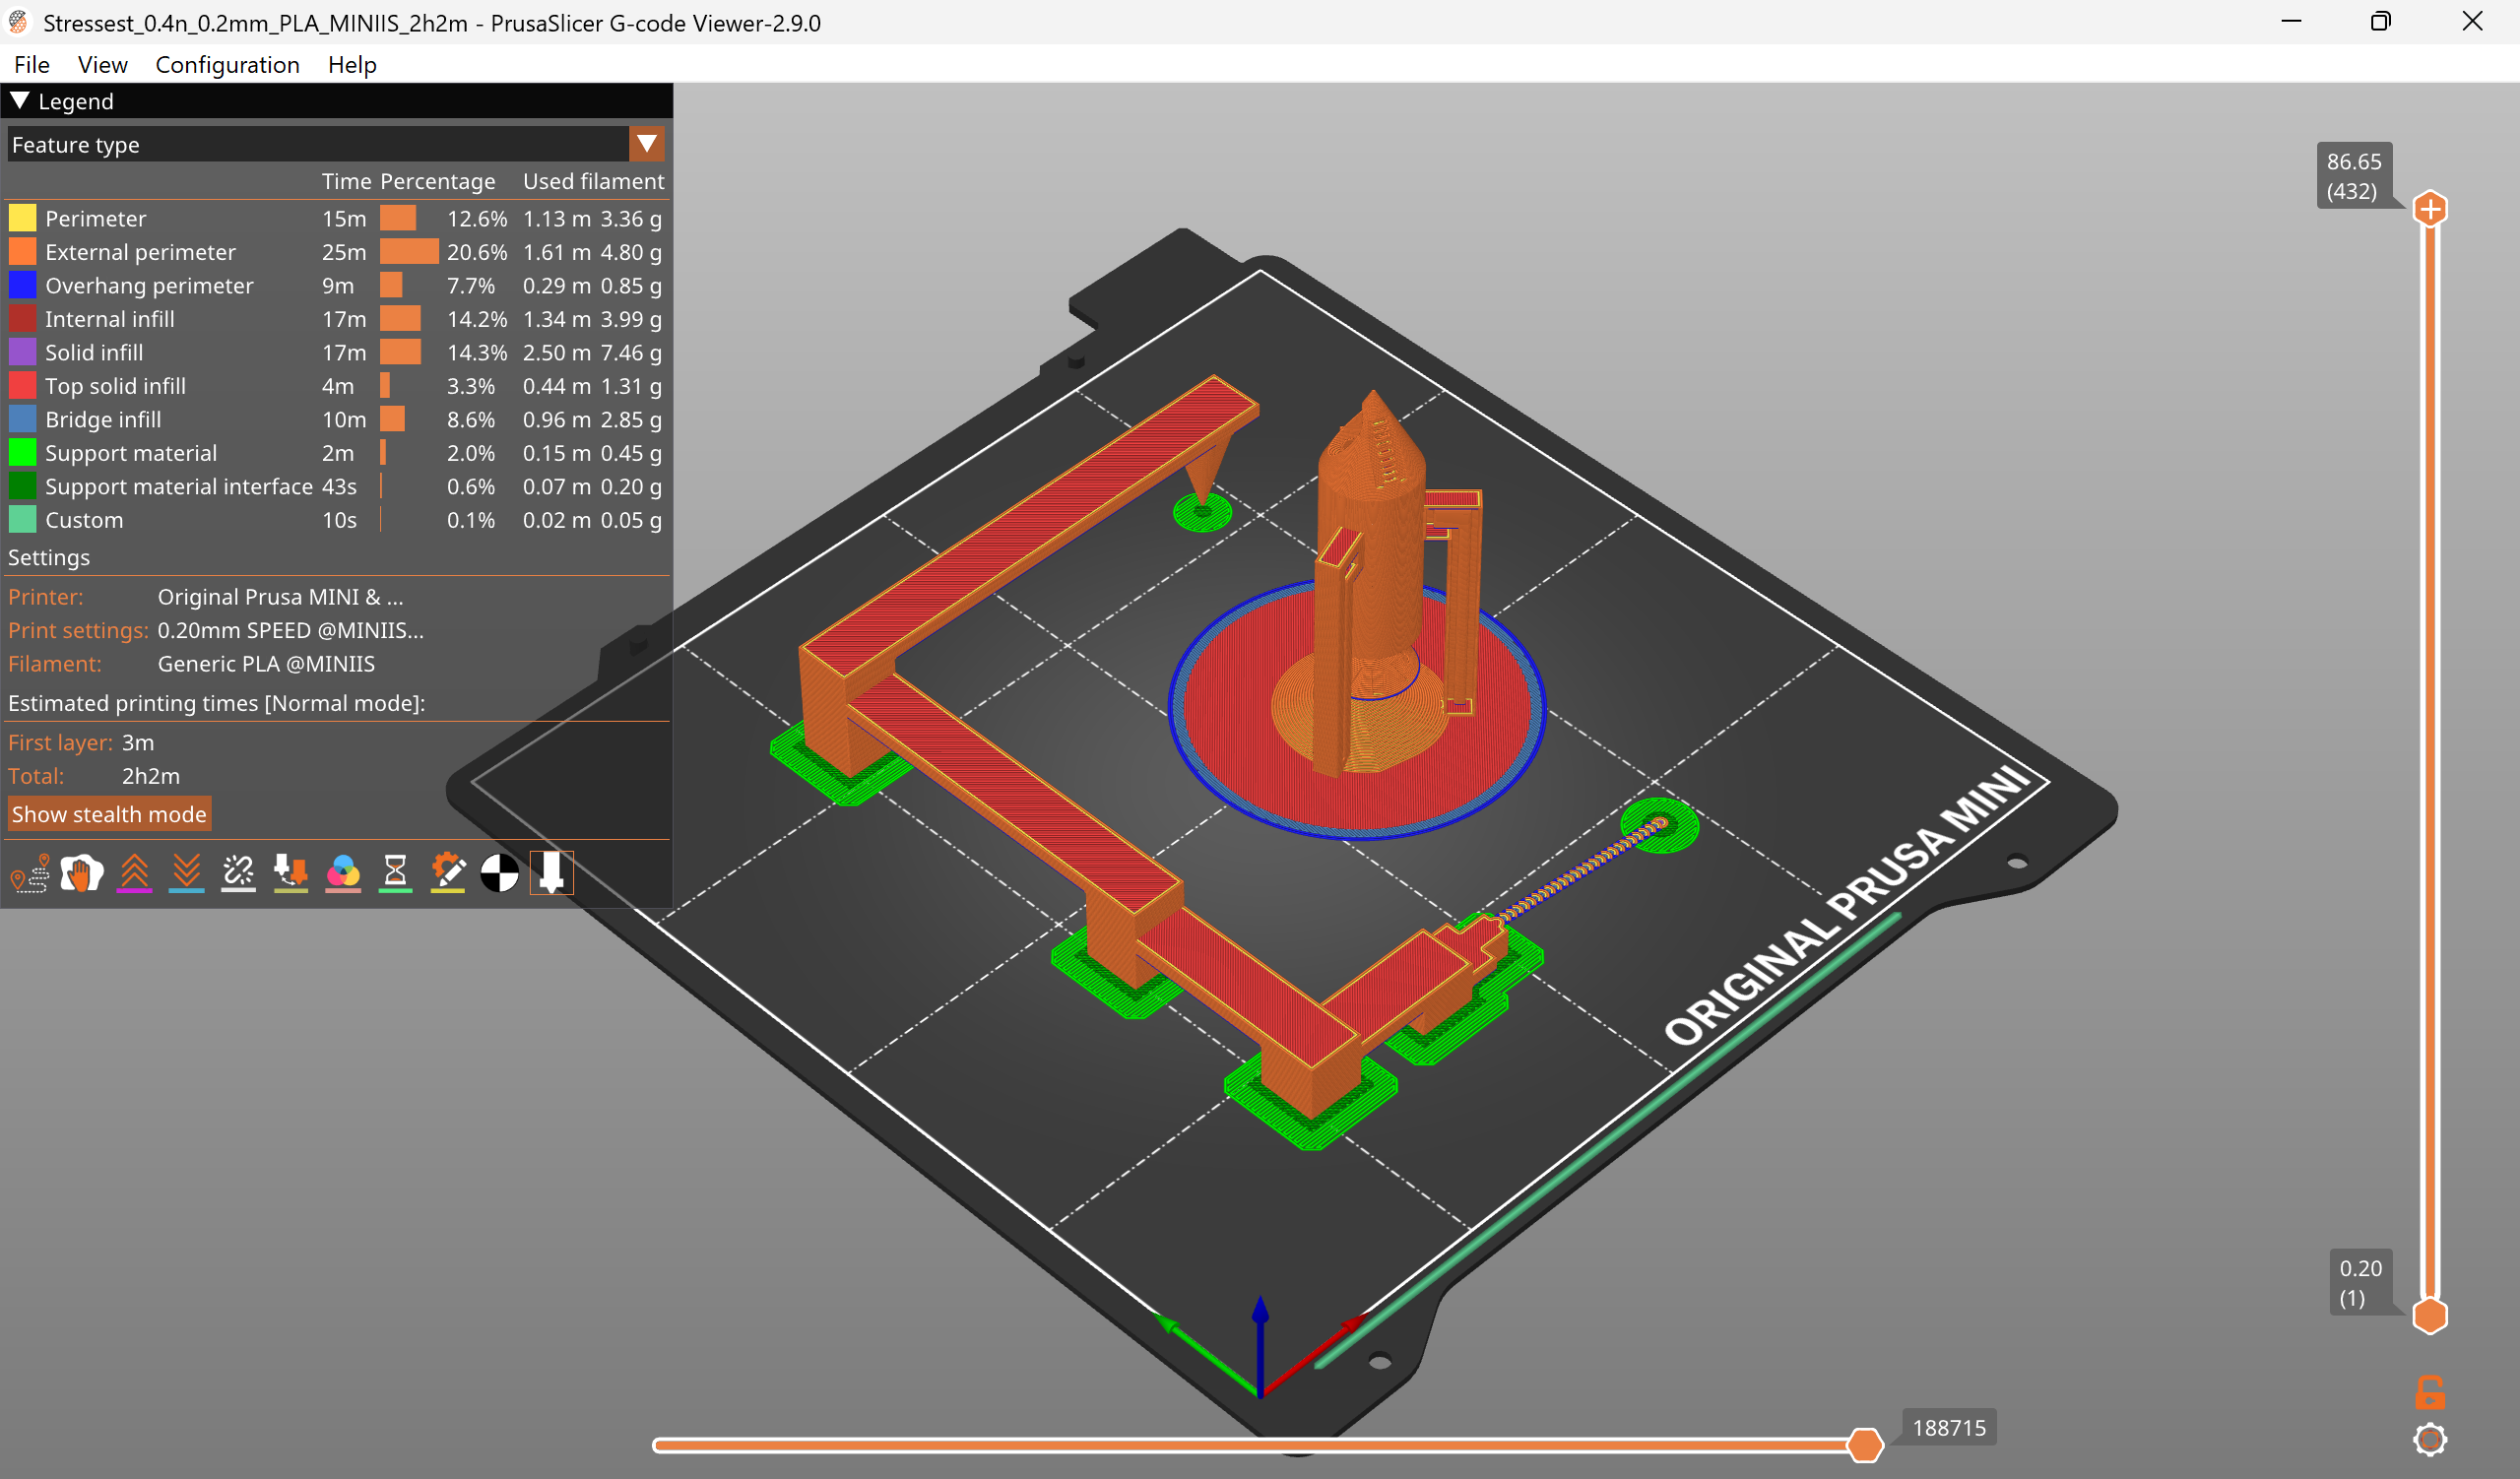 Stressest_0.4n_0.2mm_PLA_MINIIS_2h2m - PrusaSlicer G-code Viewer-2.9.0
File View Configuration Help
Legend
Feature type
Time Percentage Used filament
Perimeter 15m 12.6% 1.13 m 3.36 g
External perimeter 25m 20.6% 1.61 m 4.80 g
Overhang perimeter 9m 7.7% 0.29 m 0.85 g
Internal infill 17m 14.2% 1.34 m 3.99 g
Solid infill 17m 14.3% 2.50 m 7.46 g
Top solid infill 4m 3.3% 0.44 m 1.31 g
Bridge infill 10m 8.6% 0.96 m 2.85 g
Support material 2m 2.0% 0.15 m 0.45 g
Support material interface 43s 0.6% 0.07 m 0.20 g
Custom 10s 0.1% 0.02 m 0.05 g
Settings
Printer: Original Prusa MINI & ...
Print settings: 0.20mm SPEED @MINIIS...
Filament: Generic PLA @MINIIS
Estimated printing times [Normal mode]:
First layer: 3m
Total: 2h2m
Show stealth mode
86.65
(432)
ORIGINAL PRUSA MINI
0.20
(1)
188715